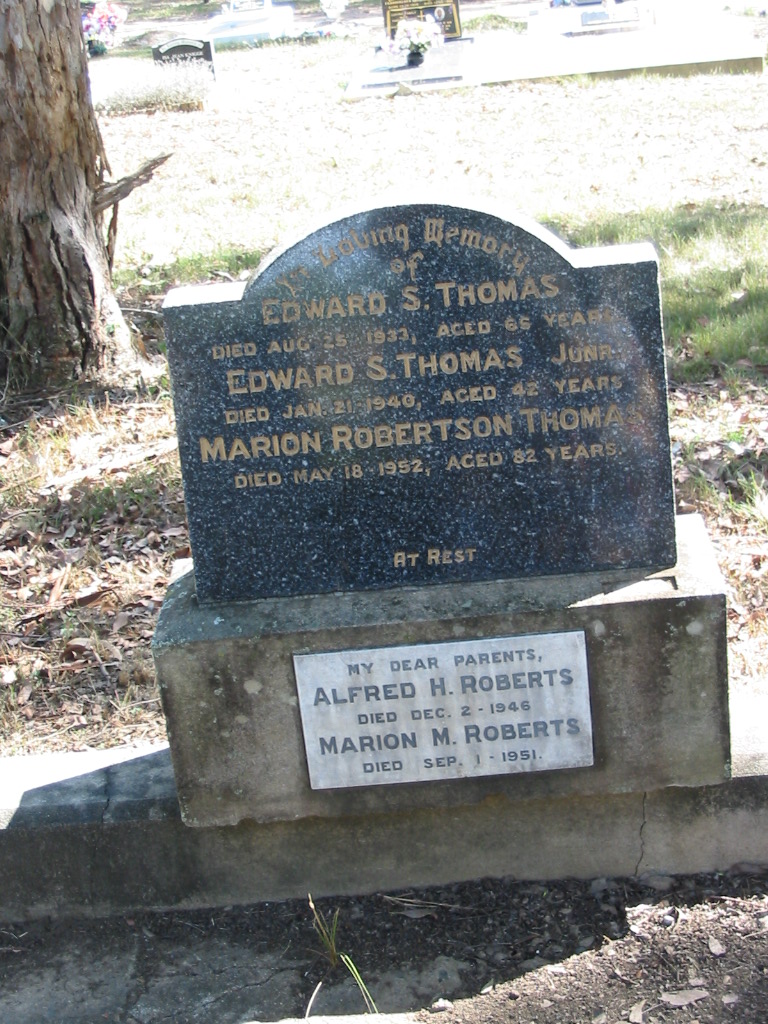 In Loving Memory
of
EDWARD S. THOMAS
DIED AUG. 25 1933, AGED 65 YEARS
EDWARD S. THOMAS JUNR.
DIED JAN. 21 1940, AGED 42 YEARS
MARION ROBERTSON THOMAS
DIED MAY 18 1952, AGED 82 YEARS.
AT REST
MY DEAR PARENTS,
ALFRED H. ROBERTS
DIED DEC. 2 - 1946
MARION M. ROBERTS
DIED SEP. 1 - 1951.